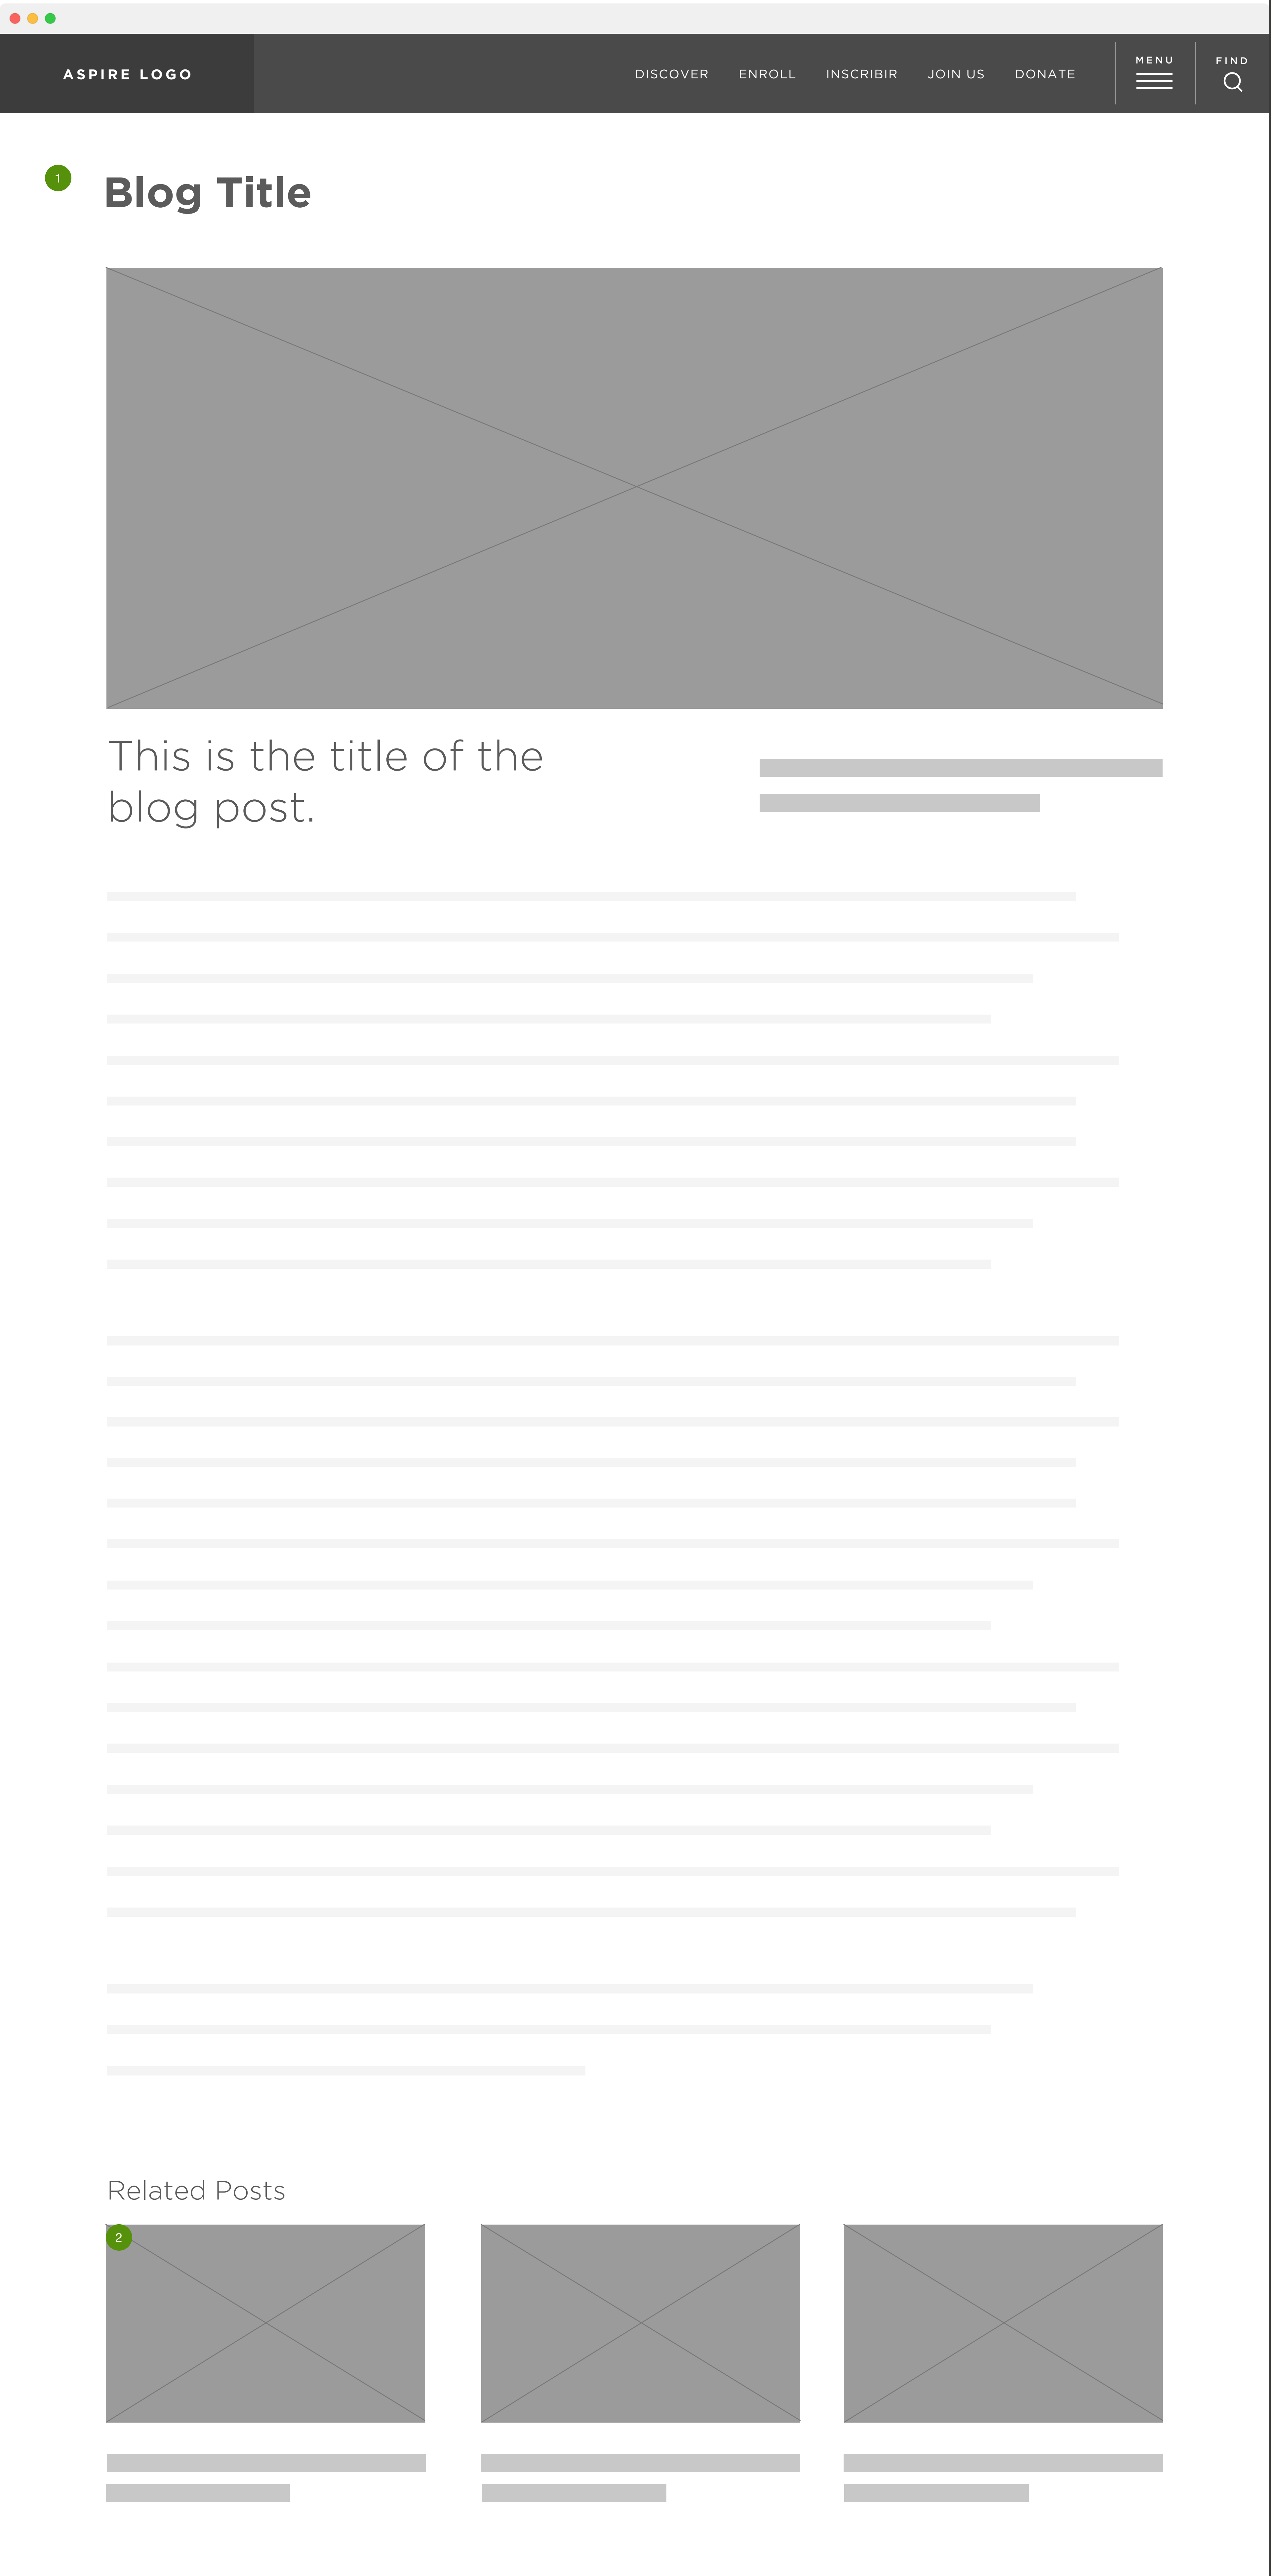 ASPIRE LOGO
DISCOVER ENROLL INSCRIBIR JOIN US DONATE
MENU
FIND
1
Blog Title
This is the title of the
blog post.
Related Posts
2